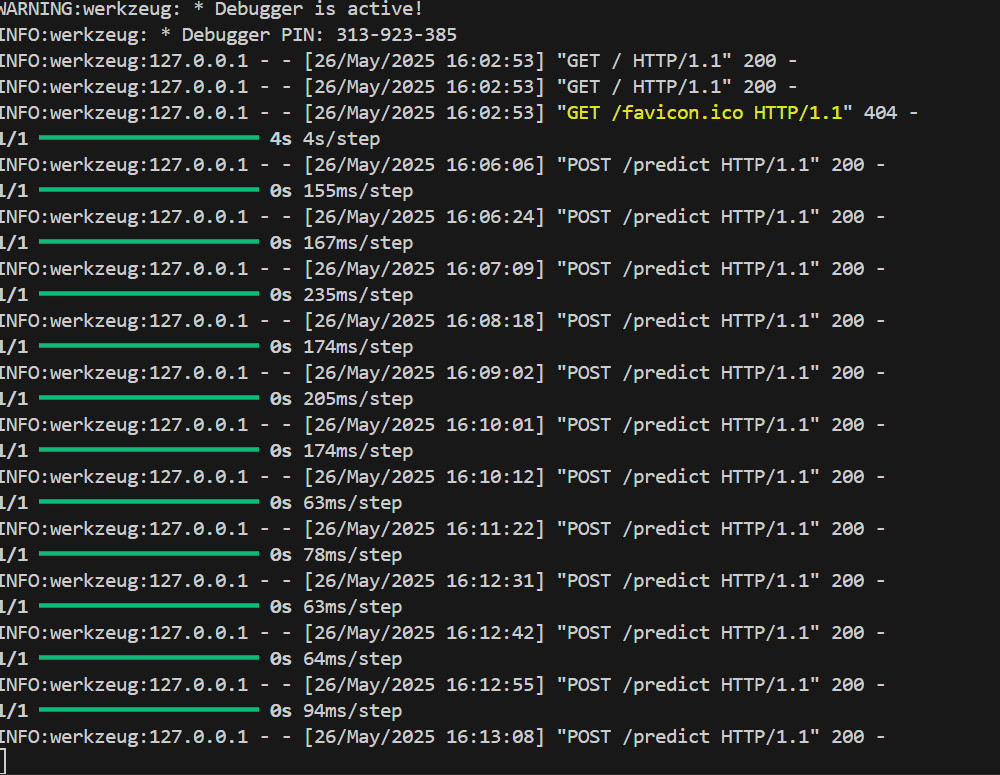 WARNING:werkzeug: * Debugger is active!
INFO:werkzeug: * Debugger PIN: 313-923-385
INFO:werkzeug:127.0.0.1 - - [26/May/2025 16:02:53] "GET / HTTP/1.1" 200 -
INFO:werkzeug:127.0.0.1 - - [26/May/2025 16:02:53] "GET / HTTP/1.1" 200 -
INFO:werkzeug:127.0.0.1 - - [26/May/2025 16:02:53] "GET /favicon.ico HTTP/1.1" 404 -
1/1 4s 4s/step
INFO:werkzeug:127.0.0.1 - - [26/May/2025 16:06:06] "POST /predict HTTP/1.1" 200 -
1/1 0s 155ms/step
INFO:werkzeug:127.0.0.1 - - [26/May/2025 16:06:24] "POST /predict HTTP/1.1" 200 -
1/1 0s 167ms/step
INFO:werkzeug:127.0.0.1 - - [26/May/2025 16:07:09] "POST /predict HTTP/1.1" 200 -
1/1 0s 235ms/step
INFO:werkzeug:127.0.0.1 - - [26/May/2025 16:08:18] "POST /predict HTTP/1.1" 200 -
1/1 0s 174ms/step
INFO:werkzeug:127.0.0.1 - - [26/May/2025 16:09:02] "POST /predict HTTP/1.1" 200 -
1/1 0s 205ms/step
INFO:werkzeug:127.0.0.1 - - [26/May/2025 16:10:01] "POST /predict HTTP/1.1" 200 -
1/1 0s 174ms/step
INFO:werkzeug:127.0.0.1 - - [26/May/2025 16:10:12] "POST /predict HTTP/1.1" 200 -
1/1 0s 63ms/step
INFO:werkzeug:127.0.0.1 - - [26/May/2025 16:11:22] "POST /predict HTTP/1.1" 200 -
1/1 0s 78ms/step
INFO:werkzeug:127.0.0.1 - - [26/May/2025 16:12:31] "POST /predict HTTP/1.1" 200 -
1/1 0s 63ms/step
INFO:werkzeug:127.0.0.1 - - [26/May/2025 16:12:42] "POST /predict HTTP/1.1" 200 -
1/1 0s 64ms/step
INFO:werkzeug:127.0.0.1 - - [26/May/2025 16:12:55] "POST /predict HTTP/1.1" 200 -
1/1 0s 94ms/step
INFO:werkzeug:127.0.0.1 - - [26/May/2025 16:13:08] "POST /predict HTTP/1.1" 200 -